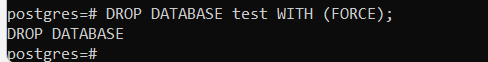 postgres=# DROP DATABASE test WITH (FORCE);
DROP DATABASE
postgres=#